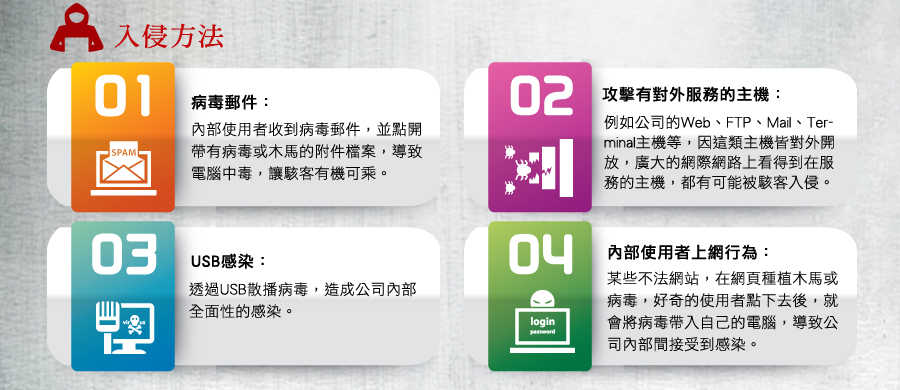 入侵方法
01
病毒郵件：
內部使用者收到病毒郵件，並點開
帶有病毒或木馬的附件檔案，導致
電腦中毒，讓駭客有機可乘。
SPAM
02
攻擊有對外服務的主機：
例如公司的Web、FTP、Mail、Ter-
minal主機等，因這類主機皆對外開
放，廣大的網際網路上看得到在服
務的主機，都有可能被駭客入侵。
03
USB感染：
透過USB散播病毒，造成公司內部
全面性的感染。
virus
04
內部使用者上網行為：
某些不法網站，在網頁種植木馬或
病毒，好奇的使用者點下去後，就
會將病毒帶入自己的電腦，導致公
司內部間接受到感染。
login
password